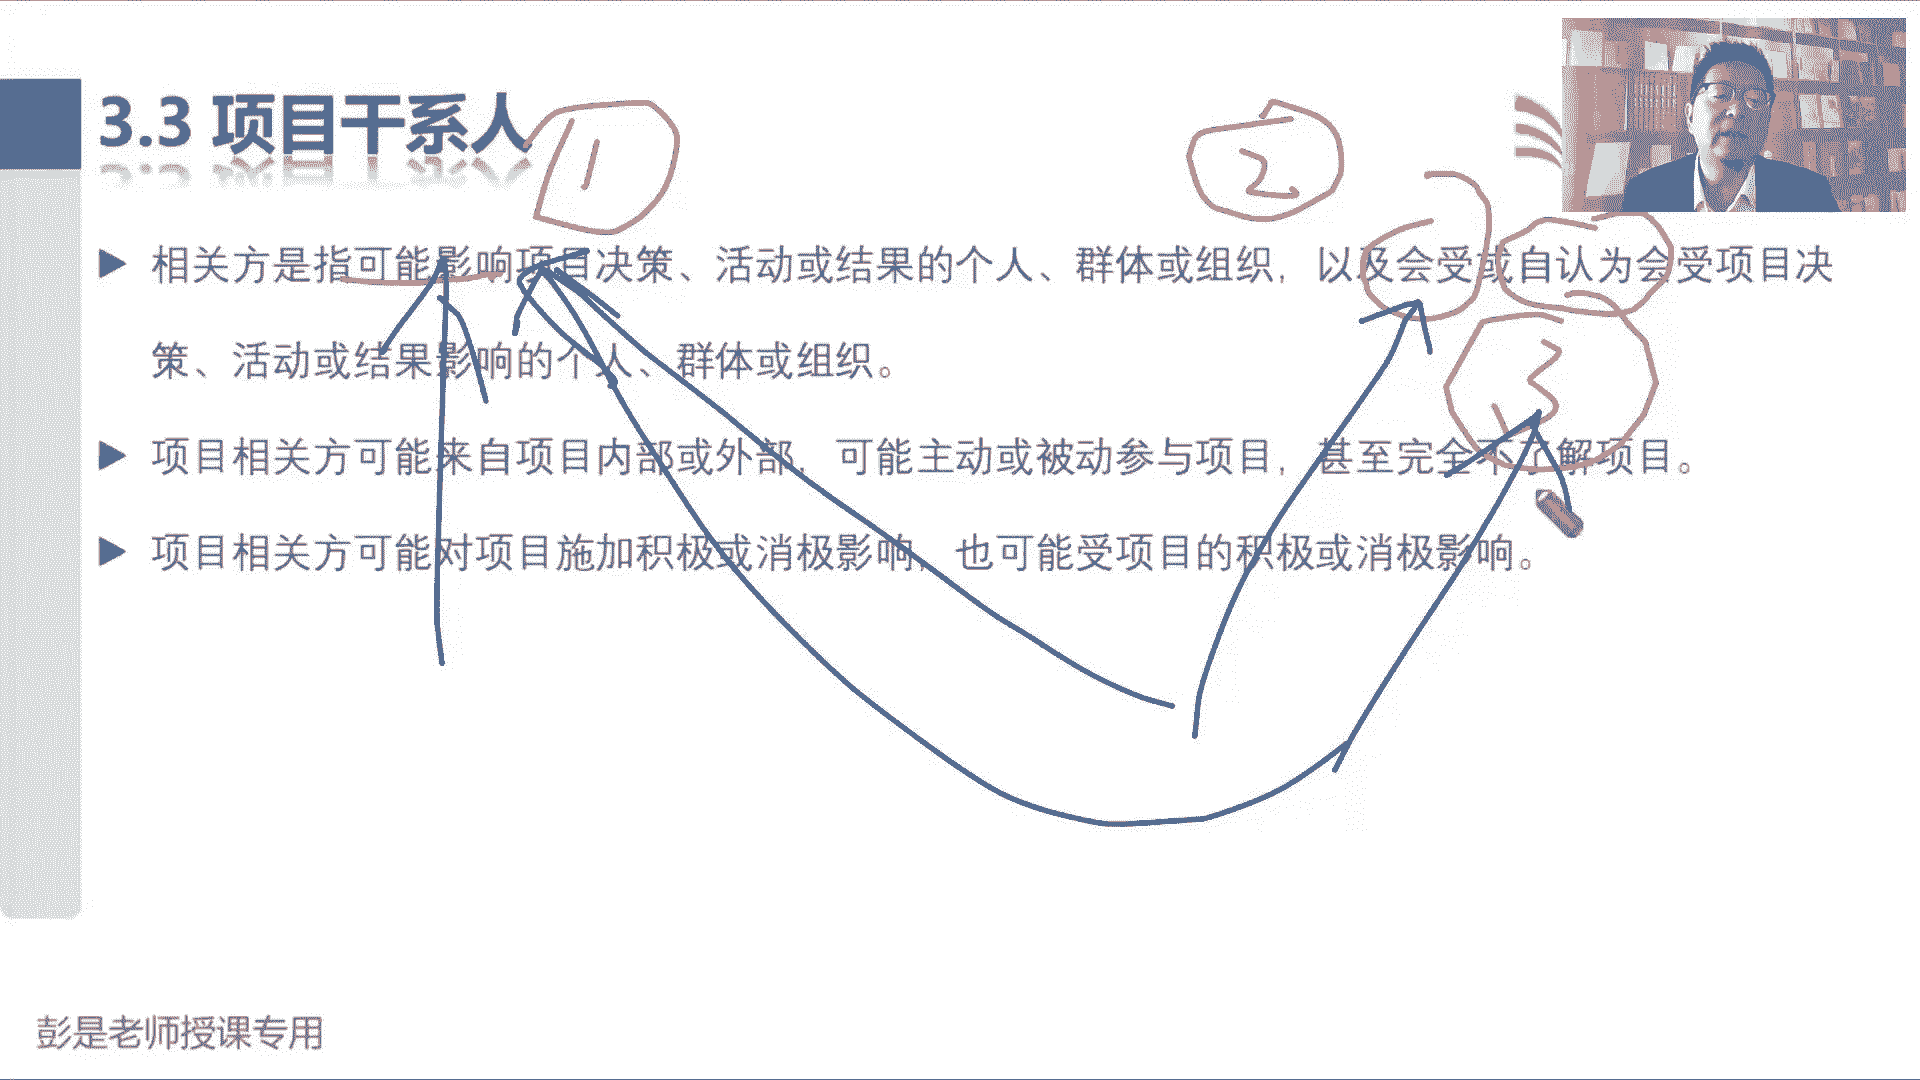 3.3 项目干系人
1
2
相关方是指可能影响项目决策、活动或结果的个人、群体或组织，以及会受或自认为会受项目决
策、活动或结果影响的个人、群体或组织。
3
项目相关方可能来自项目内部或外部，可能主动或被动参与项目，甚至完全不了解项目。
项目相关方可能对项目施加积极或消极影响，也可能受项目的积极或消极影响。
彭是老师授课专用